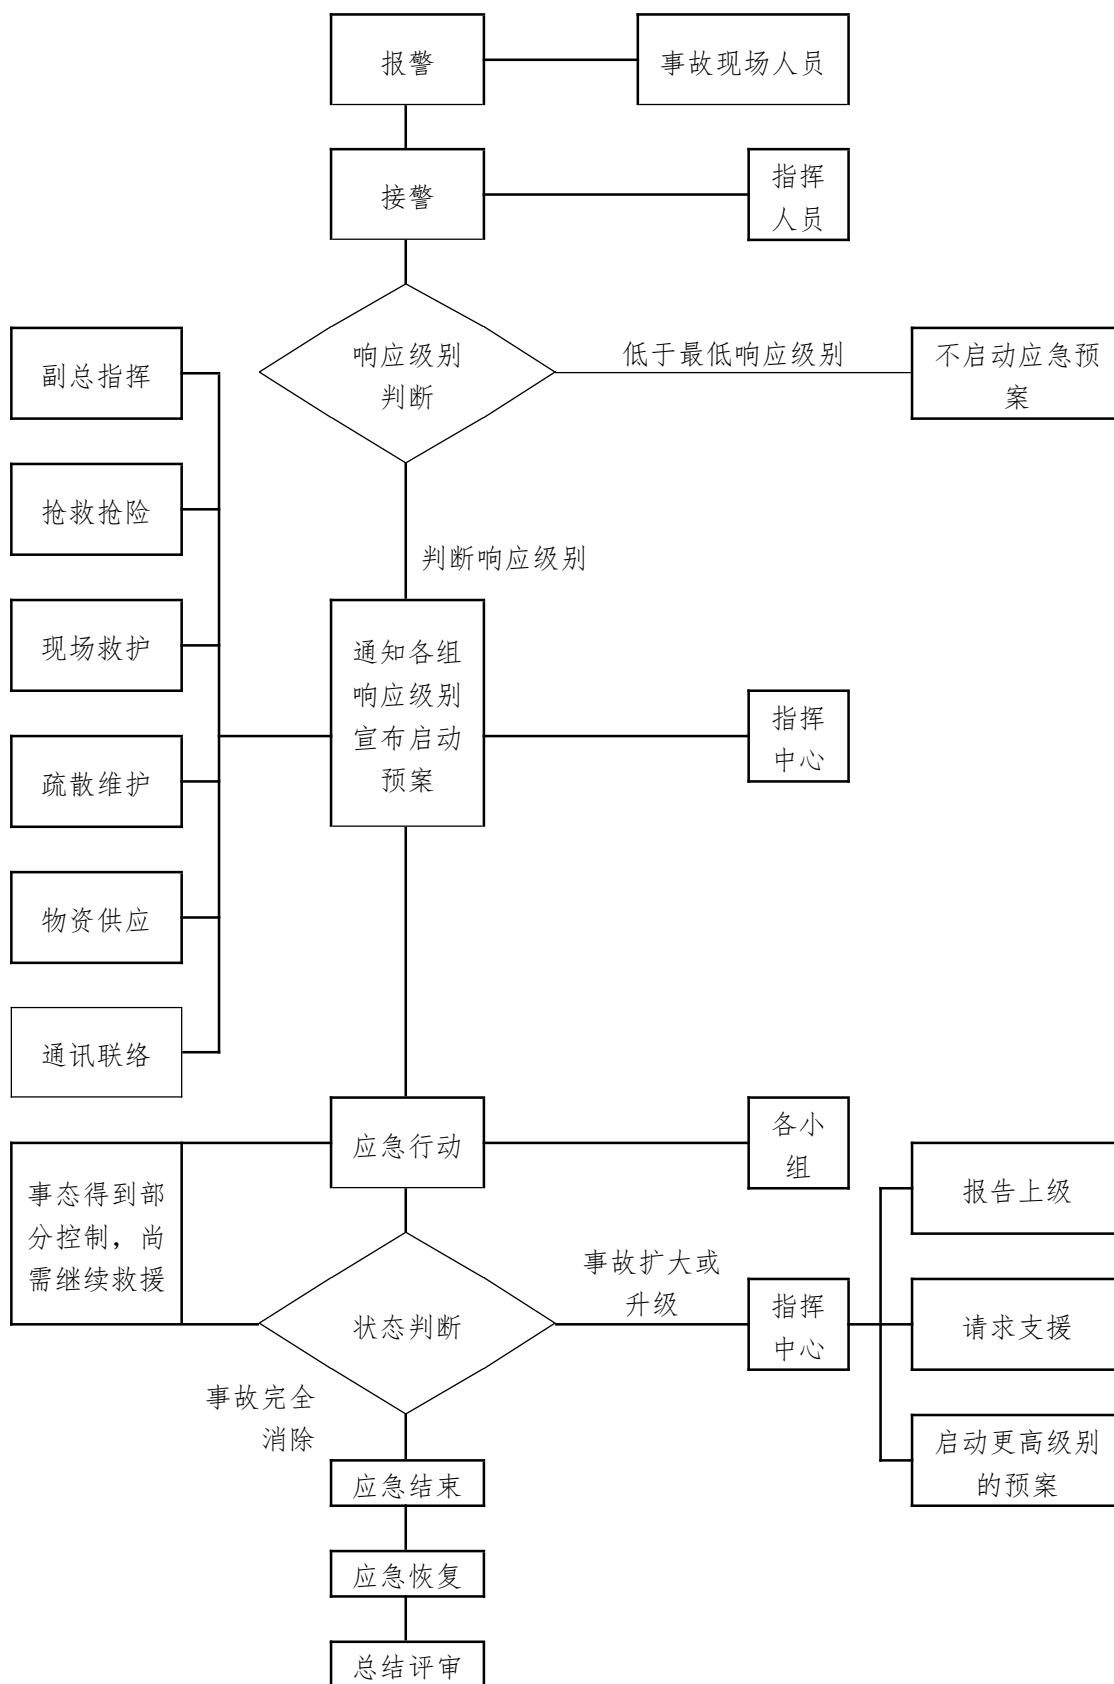 报警
事故现场人员
接警
指挥
人员
响应级别
判断
低于最低响应级别
不启动应急预
案
副总指挥
抢救抢险
现场救护
疏散维护
物资供应
通讯联络
判断响应级别
通知各组
响应级别
宣布启动
预案
指挥
中心
应急行动
各小
组
事态得到部
分控制，尚
需继续救援
状态判断
事故扩大或
升级
指挥
中心
报告上级
请求支援
启动更高级别
的预案
事故完全
消除
应急结束
应急恢复
总结评审